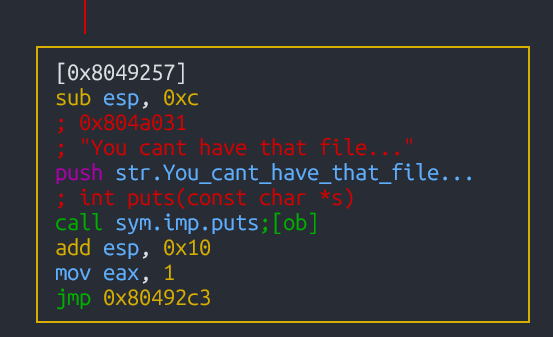 [0x8049257]
sub esp, 0xc
; 0x804a031
; "You cant have that file..."
push str.You_cant_have_that_file...
; int puts(const char *s)
call sym.imp.puts;[ob]
add esp, 0x10
mov eax, 1
jmp 0x80492c3